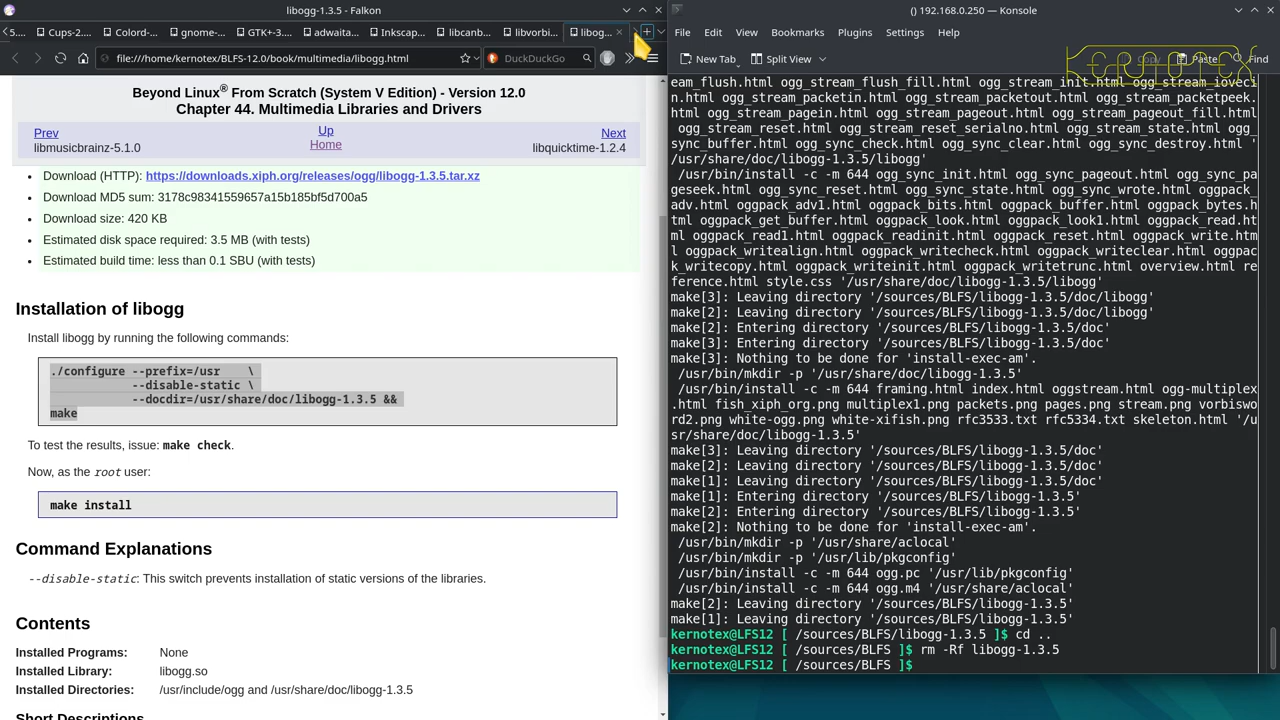 libogg-1.3.5 - Falkon
5.... Cups-2.... Colord-... gnome-... GTK+-3.... adwaita... Inkscap... libcanb... libvorbi... libog...
file:///home/kernotex/BLFS-12.0/book/multimedia/libogg.html
DuckDuckGo
Beyond Linux® From Scratch (System V Edition) - Version 12.0
Chapter 44. Multimedia Libraries and Drivers
Prev Up Next
libmusicbrainz-5.1.0 Home libquicktime-1.2.4
Download (HTTP): https://downloads.xiph.org/releases/ogg/libogg-1.3.5.tar.xz
Download MD5 sum: 3178c98341559657a15b185bf5d700a5
Download size: 420 KB
Estimated disk space required: 3.5 MB (with tests)
Estimated build time: less than 0.1 SBU (with tests)
Installation of libogg
Install libogg by running the following commands:
./configure --prefix=/usr    \
            --disable-static \
            --docdir=/usr/share/doc/libogg-1.3.5 &&
make
To test the results, issue: make check.
Now, as the root user:
make install
Command Explanations
--disable-static: This switch prevents installation of static versions of the libraries.
Contents
Installed Programs: None
Installed Library: libogg.so
Installed Directories: /usr/include/ogg and /usr/share/doc/libogg-1.3.5
Short Descriptions
() 192.168.0.250 — Konsole
File Edit View Bookmarks Plugins Settings Help
New Tab Split View Copy Paste Find
KERNOTEX
eam_flush.html ogg_stream_flush_fill.html ogg_stream_init.html ogg_stream_ioveci
n.html ogg_stream_packetin.html ogg_stream_packetout.html ogg_stream_packetpeek.
html ogg_stream_pagein.html ogg_stream_pageout.html ogg_stream_pageout_fill.html
 ogg_stream_reset.html ogg_stream_reset_serialno.html ogg_stream_state.html ogg_
sync_buffer.html ogg_sync_check.html ogg_sync_clear.html ogg_sync_destroy.html '
/usr/share/doc/libogg-1.3.5/libogg'
 /usr/bin/install -c -m 644 ogg_sync_init.html ogg_sync_pageout.html ogg_sync_pa
geseek.html ogg_sync_reset.html ogg_sync_state.html ogg_sync_wrote.html oggpack_
adv.html oggpack_adv1.html oggpack_bits.html oggpack_buffer.html oggpack_bytes.h
tml oggpack_get_buffer.html oggpack_look.html oggpack_look1.html oggpack_read.ht
ml oggpack_read1.html oggpack_readinit.html oggpack_reset.html oggpack_write.htm
l oggpack_writealign.html oggpack_writecheck.html oggpack_writeclear.html oggpac
k_writecopy.html oggpack_writeinit.html oggpack_writetrunc.html overview.html re
ference.html style.css '/usr/share/doc/libogg-1.3.5/libogg'
make[3]: Leaving directory '/sources/BLFS/libogg-1.3.5/doc/libogg'
make[2]: Leaving directory '/sources/BLFS/libogg-1.3.5/doc/libogg'
make[2]: Entering directory '/sources/BLFS/libogg-1.3.5/doc'
make[3]: Entering directory '/sources/BLFS/libogg-1.3.5/doc'
make[3]: Nothing to be done for 'install-exec-am'.
 /usr/bin/mkdir -p '/usr/share/doc/libogg-1.3.5'
 /usr/bin/install -c -m 644 framing.html index.html oggstream.html ogg-multiplex
.html fish_xiph_org.png multiplex1.png packets.png pages.png stream.png vorbiswo
rd2.png white-ogg.png white-xifish.png rfc3533.txt rfc5334.txt skeleton.html '/u
sr/share/doc/libogg-1.3.5'
make[3]: Leaving directory '/sources/BLFS/libogg-1.3.5/doc'
make[2]: Leaving directory '/sources/BLFS/libogg-1.3.5/doc'
make[1]: Leaving directory '/sources/BLFS/libogg-1.3.5/doc'
make[1]: Entering directory '/sources/BLFS/libogg-1.3.5'
make[2]: Entering directory '/sources/BLFS/libogg-1.3.5'
make[2]: Nothing to be done for 'install-exec-am'.
 /usr/bin/mkdir -p '/usr/share/aclocal'
 /usr/bin/mkdir -p '/usr/lib/pkgconfig'
 /usr/bin/install -c -m 644 ogg.pc '/usr/lib/pkgconfig'
 /usr/bin/install -c -m 644 ogg.m4 '/usr/share/aclocal'
make[2]: Leaving directory '/sources/BLFS/libogg-1.3.5'
make[1]: Leaving directory '/sources/BLFS/libogg-1.3.5'
kernotex@LFS12 [ /sources/BLFS/libogg-1.3.5 ]$ cd ..
kernotex@LFS12 [ /sources/BLFS ]$ rm -Rf libogg-1.3.5
kernotex@LFS12 [ /sources/BLFS ]$